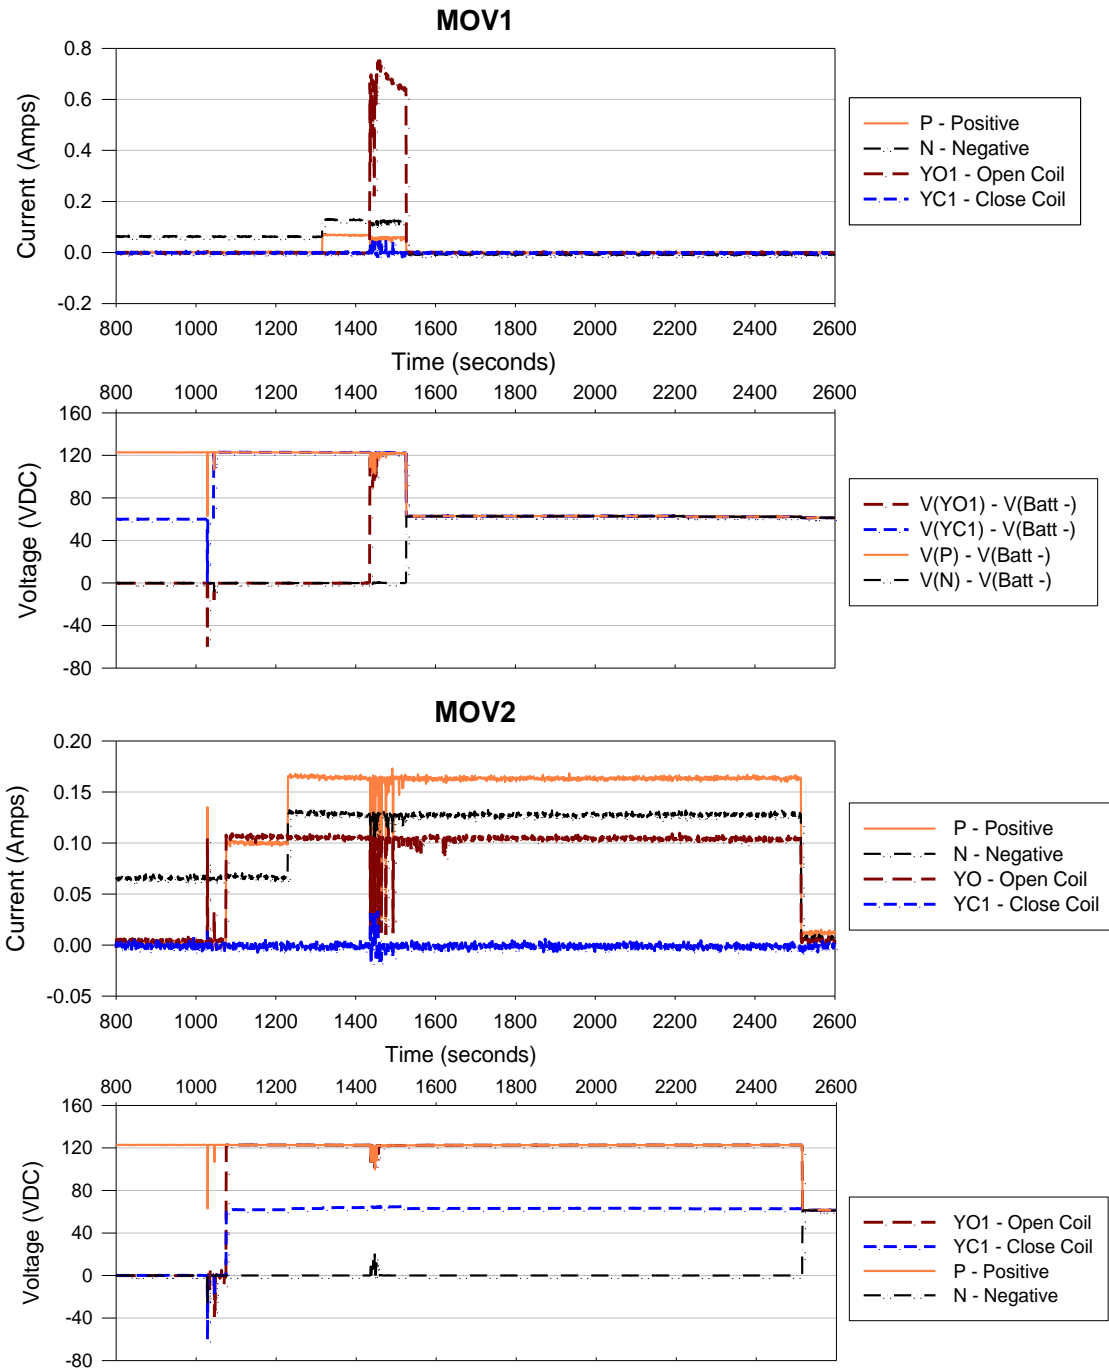 MOV1
0.8
0.6
0.4
0.2
0.0
-0.2
Current (Amps)
800 1000 1200 1400 1600 1800 2000 2200 2400 2600
Time (seconds)
P - Positive
N - Negative
YO1 - Open Coil
YC1 - Close Coil
800 1000 1200 1400 1600 1800 2000 2200 2400 2600
160
120
80
40
0
-40
-80
Voltage (VDC)
V(YO1) - V(Batt -)
V(YC1) - V(Batt -)
V(P) - V(Batt -)
V(N) - V(Batt -)
MOV2
0.20
0.15
0.10
0.05
0.00
-0.05
Current (Amps)
800 1000 1200 1400 1600 1800 2000 2200 2400 2600
Time (seconds)
P - Positive
N - Negative
YO - Open Coil
YC1 - Close Coil
800 1000 1200 1400 1600 1800 2000 2200 2400 2600
160
120
80
40
0
-40
-80
Voltage (VDC)
YO1 - Open Coil
YC1 - Close Coil
P - Positive
N - Negative